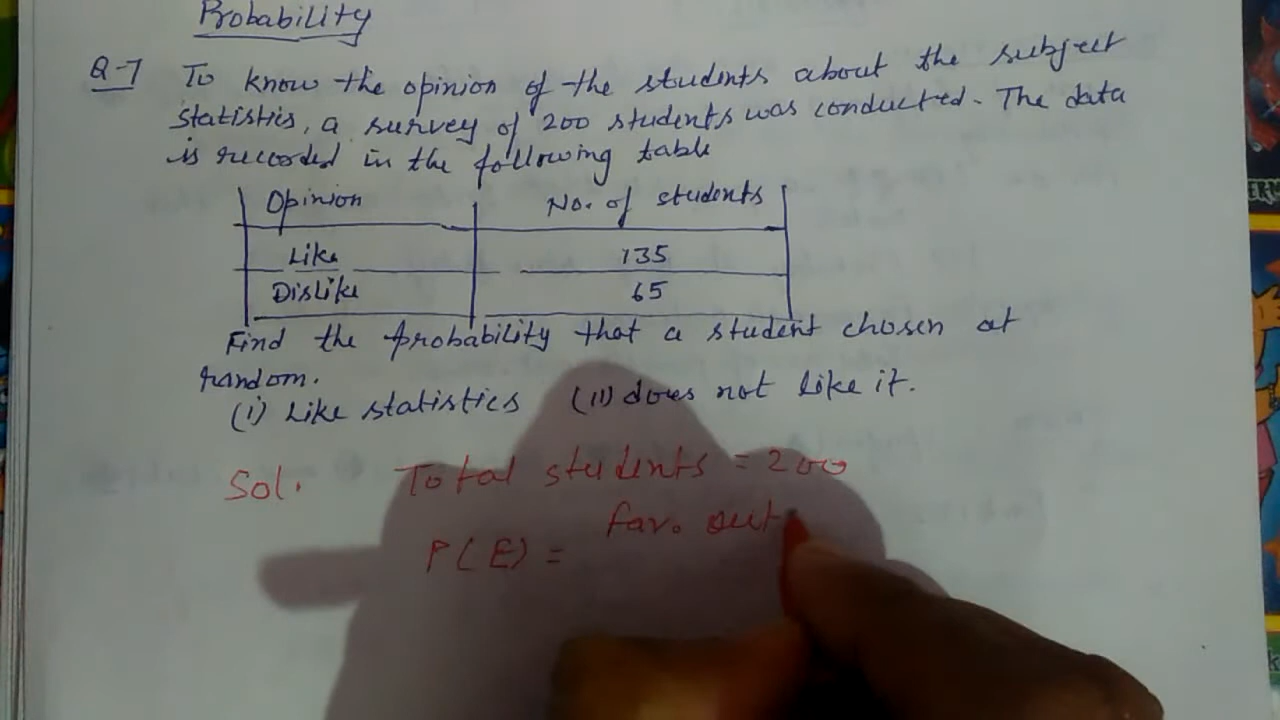 Probability
Q-7 To know the opinion of the students about the subject
statistics, a survey of 200 students was conducted. The data
is recorded in the following table
Opinion No. of students
Like 135
Dislike 65
Find the probability that a student chosen at
random.
(i) Like statistics (ii) does not like it.
Sol. Total students = 200
fav. out
P(E) =